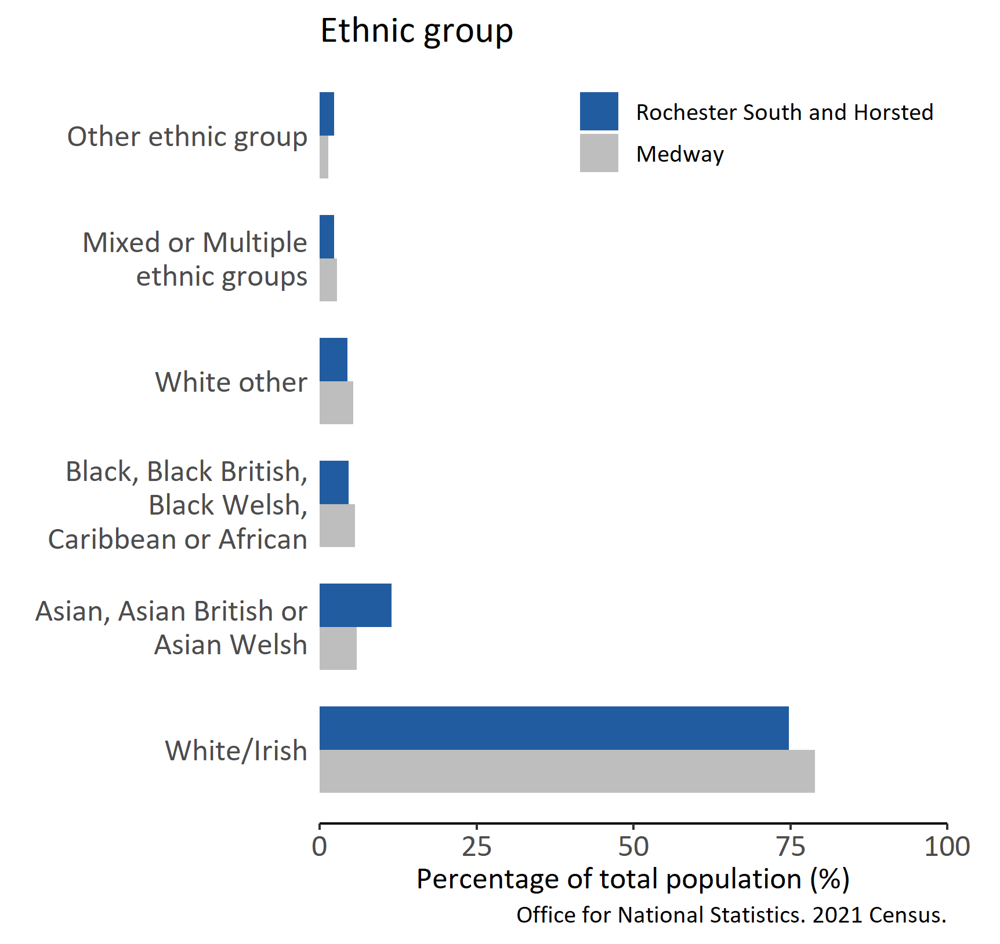 Ethnic group
Rochester South and Horsted
Medway
Other ethnic group
Mixed or Multiple
ethnic groups
White other
Black, Black British,
Black Welsh,
Caribbean or African
Asian, Asian British or
Asian Welsh
White/Irish
0 25 50 75 100
Percentage of total population (%)
Office for National Statistics. 2021 Census.